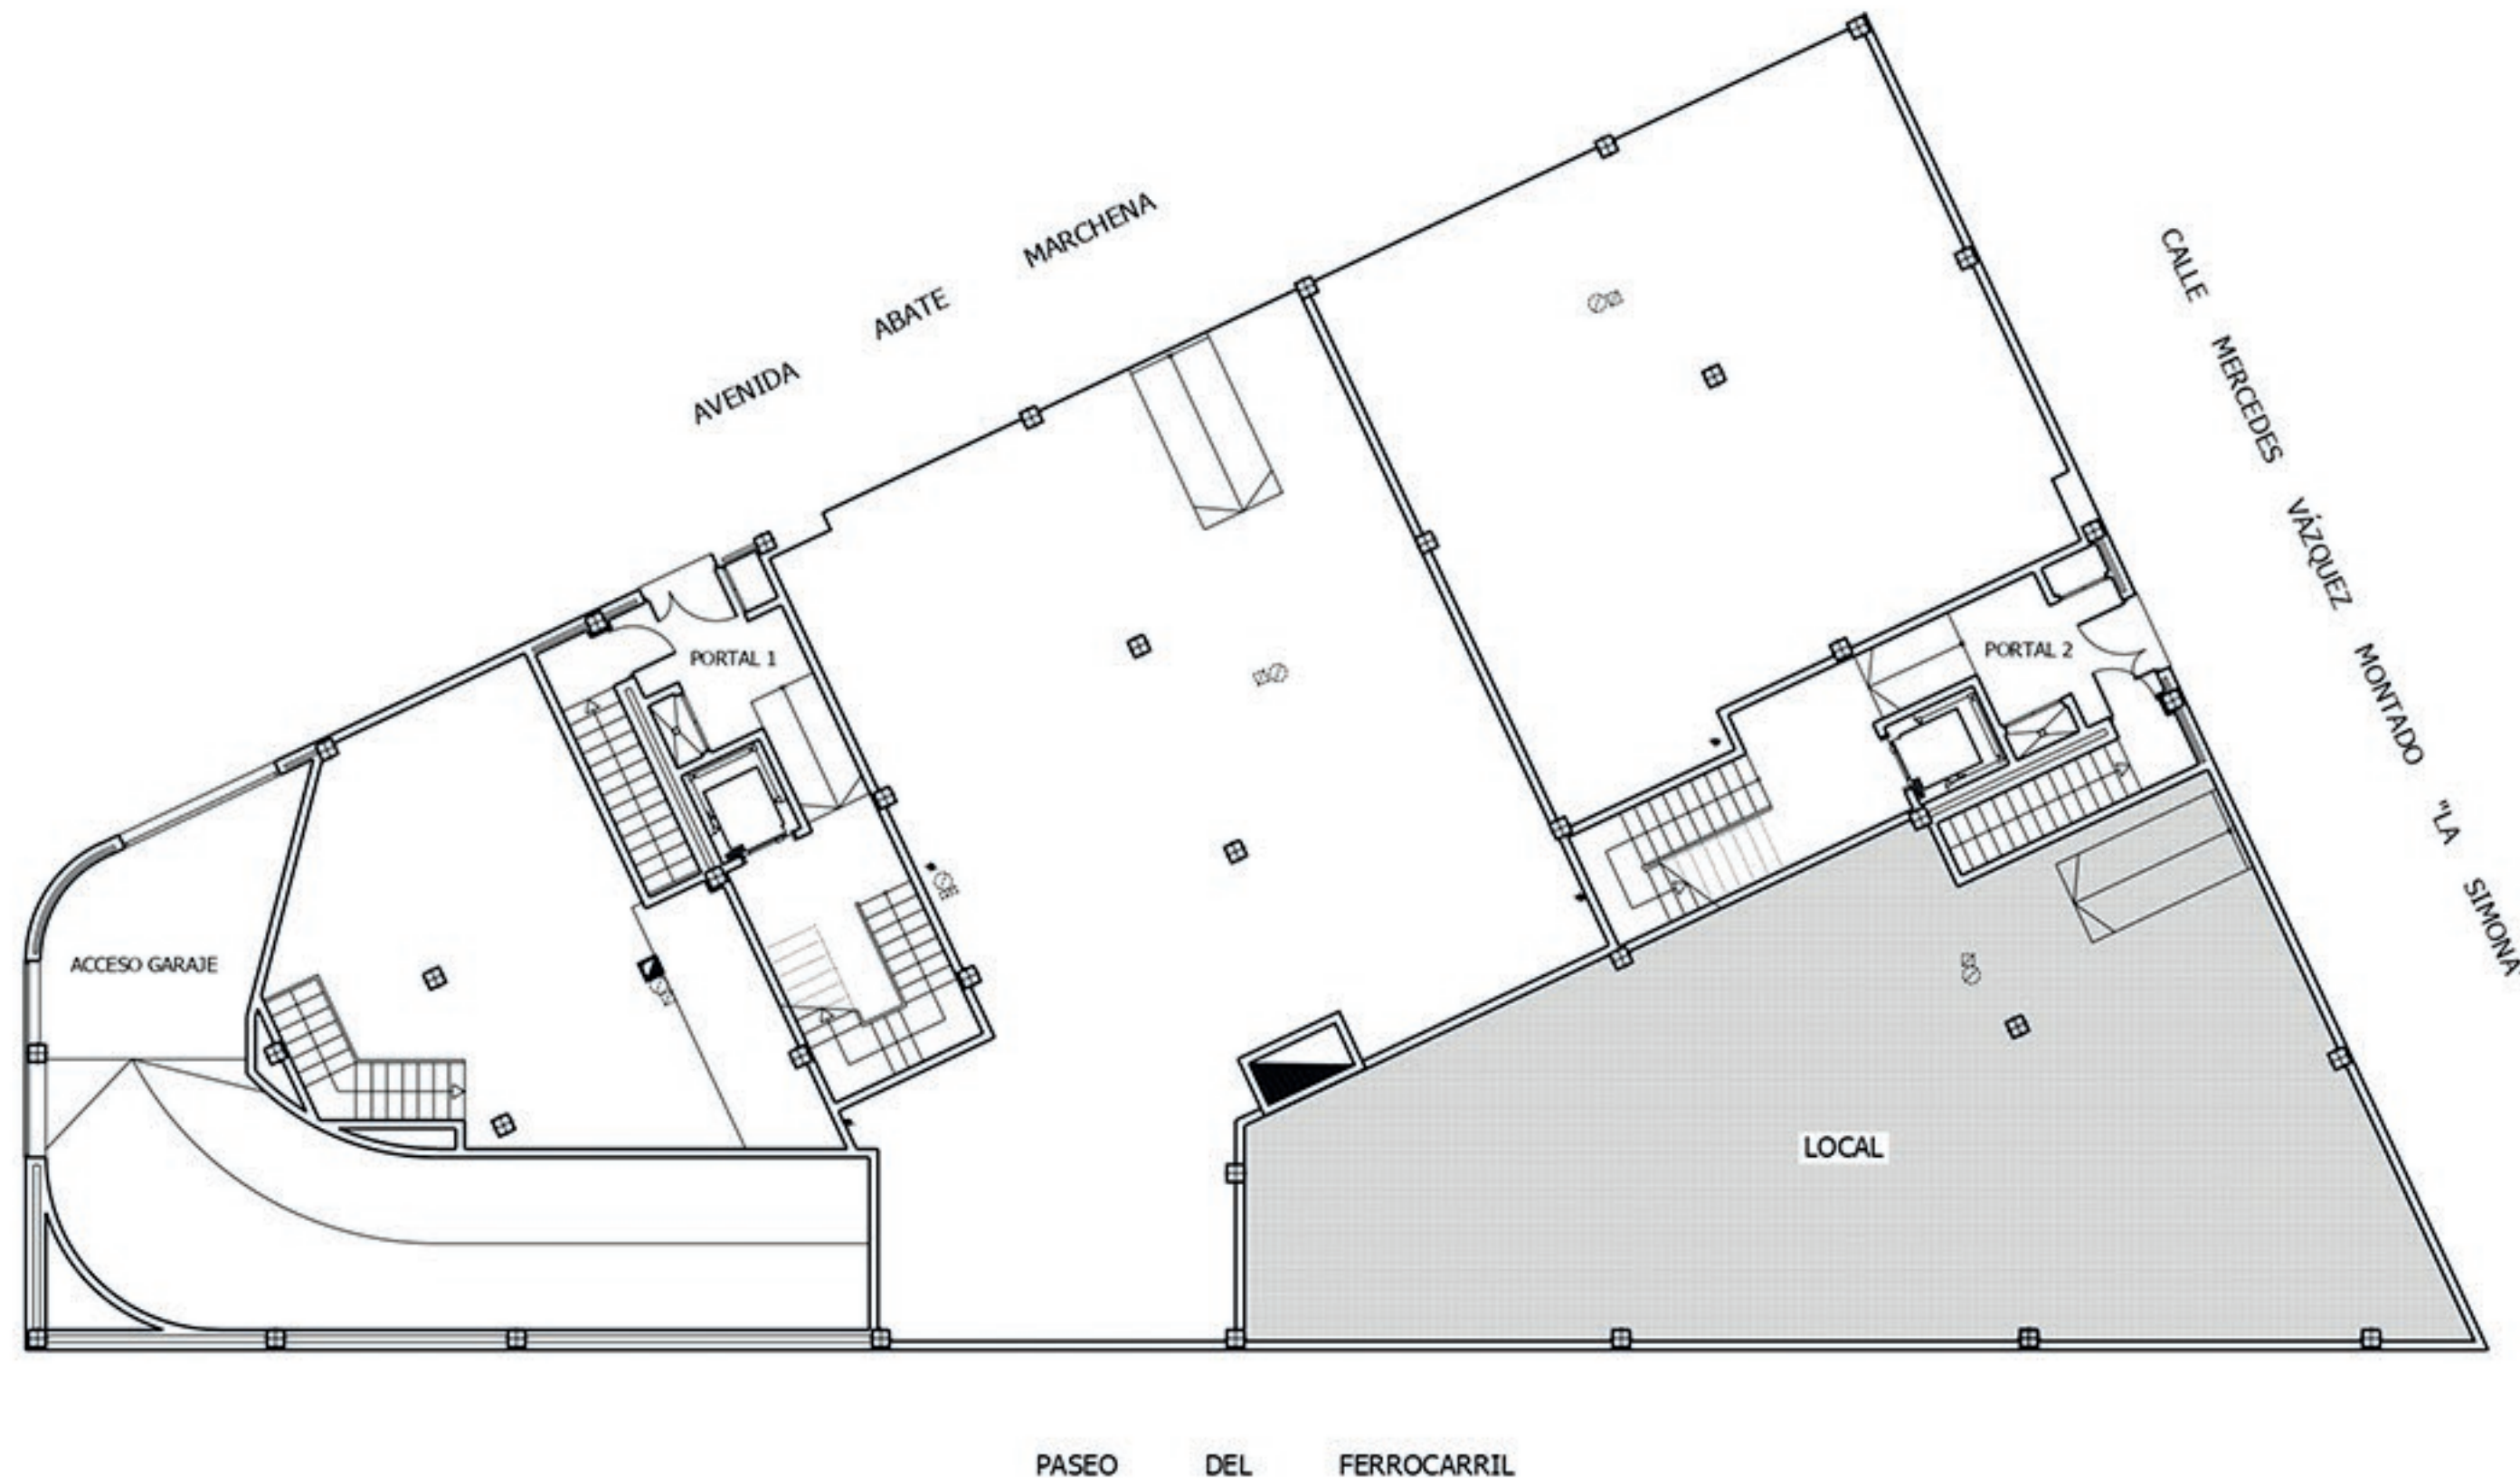 AVENIDA ABATE MARCHENA
CALLE MERCEDES VÁZQUEZ MONTADO "LA SIMONA
PORTAL 1
PORTAL 2
ACCESO GARAJE
LOCAL
PASEO DEL FERROCARRIL